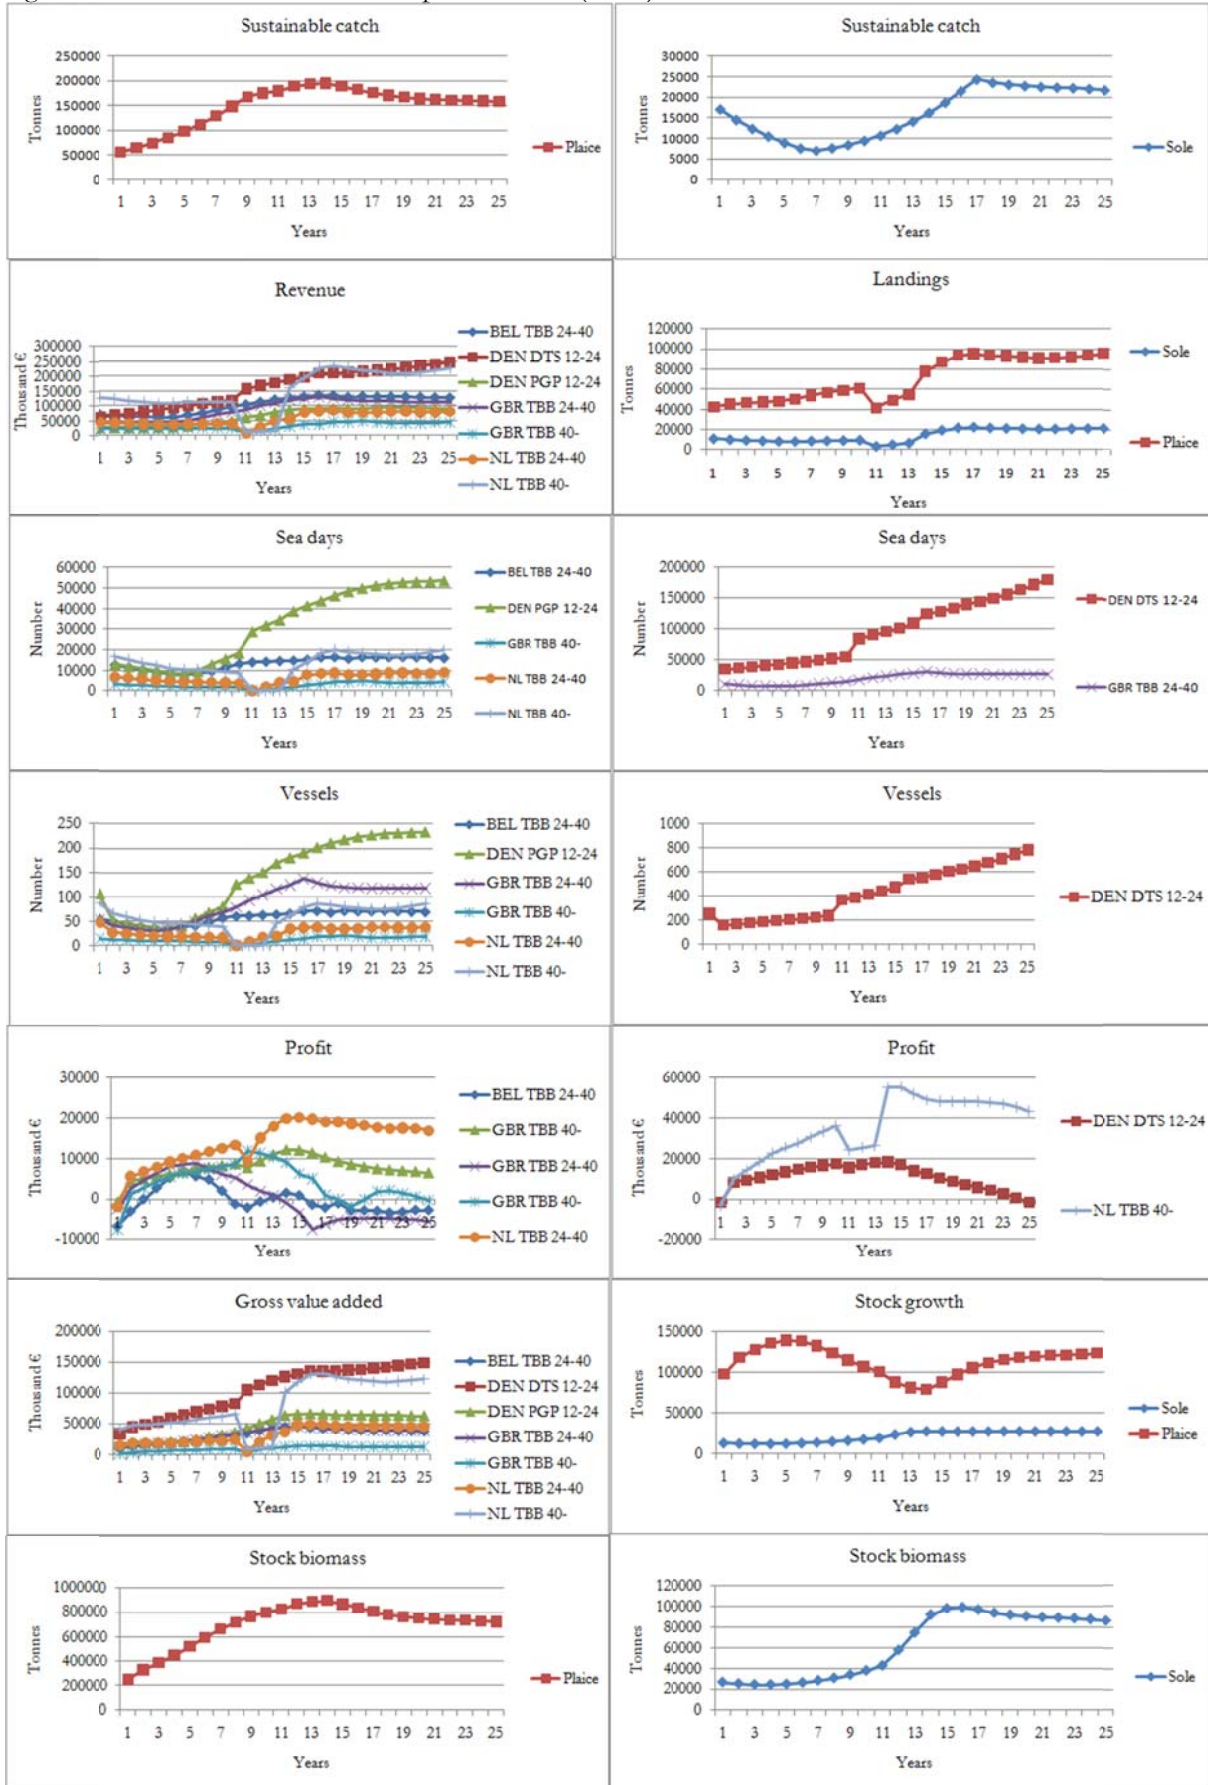 Sustainable catch
250000
200000
150000
100000
50000
0
Tonnes
1 3 5 7 9 11 13 15 17 19 21 23 25
Years
Plaice
Sustainable catch
30000
25000
20000
15000
10000
5000
0
Tonnes
1 3 5 7 9 11 13 15 17 19 21 23 25
Years
Sole
Revenue
300000
250000
200000
150000
100000
50000
0
Thousand €
1 3 5 7 9 11 13 15 17 19 21 23 25
Years
BEL TBB 24-40
DEN DTS 12-24
DEN PGP 12-24
GBR TBB 24-40
GBR TBB 40-
NL TBB 24-40
NL TBB 40-
Landings
120000
100000
80000
60000
40000
20000
0
Tonnes
1 3 5 7 9 11 13 15 17 19 21 23 25
Years
Sole
Plaice
Sea days
60000
50000
40000
30000
20000
10000
0
Number
1 3 5 7 9 11 13 15 17 19 21 23 25
Years
BEL TBB 24-40
DEN PGP 12-24
GBR TBB 40-
NL TBB 24-40
NL TBB 40-
Sea days
200000
150000
100000
50000
0
Number
1 3 5 7 9 11 13 15 17 19 21 23 25
Years
DEN DTS 12-24
GBR TBB 24-40
Vessels
250
200
150
100
50
0
Number
1 3 5 7 9 11 13 15 17 19 21 23 25
Years
BEL TBB 24-40
DEN PGP 12-24
GBR TBB 24-40
GBR TBB 40-
NL TBB 24-40
NL TBB 40-
Vessels
1000
800
600
400
200
0
Number
1 3 5 7 9 11 13 15 17 19 21 23 25
Years
DEN DTS 12-24
Profit
30000
20000
10000
0
-10000
Thousand €
1 3 5 7 9 11 13 15 17 19 21 23 25
Years
BEL TBB 24-40
GBR TBB 40-
GBR TBB 24-40
GBR TBB 40-
NL TBB 24-40
Profit
60000
40000
20000
0
-20000
Thousand €
1 3 5 7 9 11 13 15 17 19 21 23 25
Years
DEN DTS 12-24
NL TBB 40-
Gross value added
200000
150000
100000
50000
0
Thousand €
1 3 5 7 9 11 13 15 17 19 21 23 25
Years
BEL TBB 24-40
DEN DTS 12-24
DEN PGP 12-24
GBR TBB 24-40
GBR TBB 40-
NL TBB 24-40
NL TBB 40-
Stock growth
150000
100000
50000
0
Tonnes
1 3 5 7 9 11 13 15 17 19 21 23 25
Years
Sole
Plaice
Stock biomass
1000000
800000
600000
400000
200000
0
Tonnes
1 3 5 7 9 11 13 15 17 19 21 23 25
Years
Plaice
Stock biomass
120000
100000
80000
60000
40000
20000
0
Tonnes
1 3 5 7 9 11 13 15 17 19 21 23 25
Years
Sole